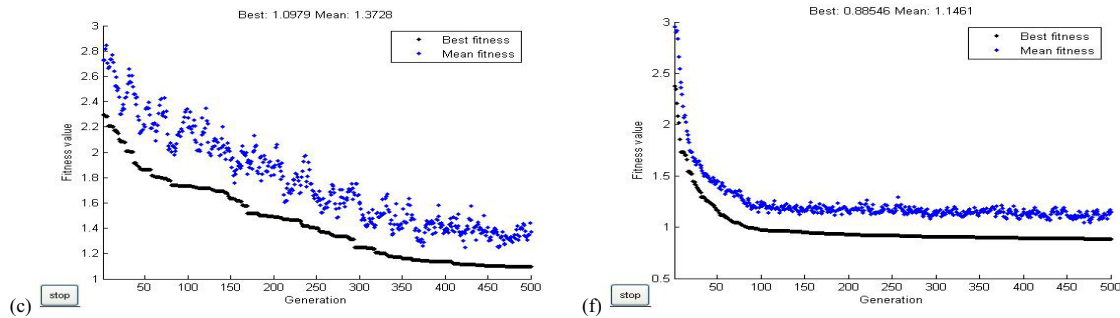 Best: 1.0979 Mean: 1.3728
3
2.8
2.6
2.4
2.2
2
1.8
1.6
1.4
1.2
1
Fitness value
Best fitness
Mean fitness
50 100 150 200 250 300 350 400 450 500
Generation
(c) stop
Best: 0.88546 Mean: 1.1461
3
2.5
2
1.5
1
0.5
Fitness value
Best fitness
Mean fitness
50 100 150 200 250 300 350 400 450 500
Generation
(f) stop